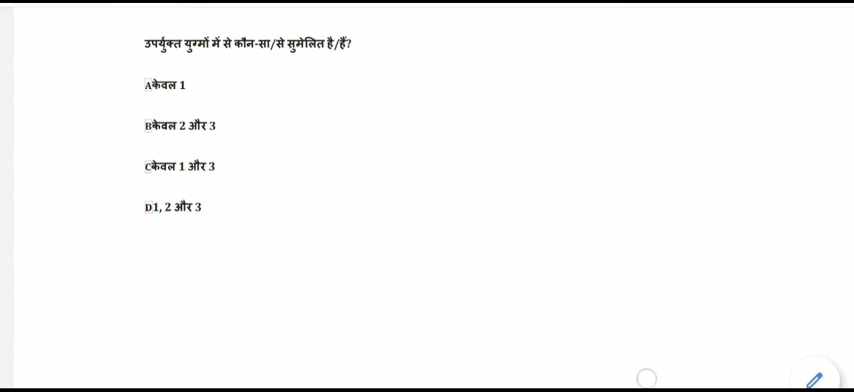 उपर्युक्त युग्मों में से कौन-सा/से सुमेलित है/हैं?
Aकेवल 1
Bकेवल 2 और 3
Cकेवल 1 और 3
D1, 2 और 3